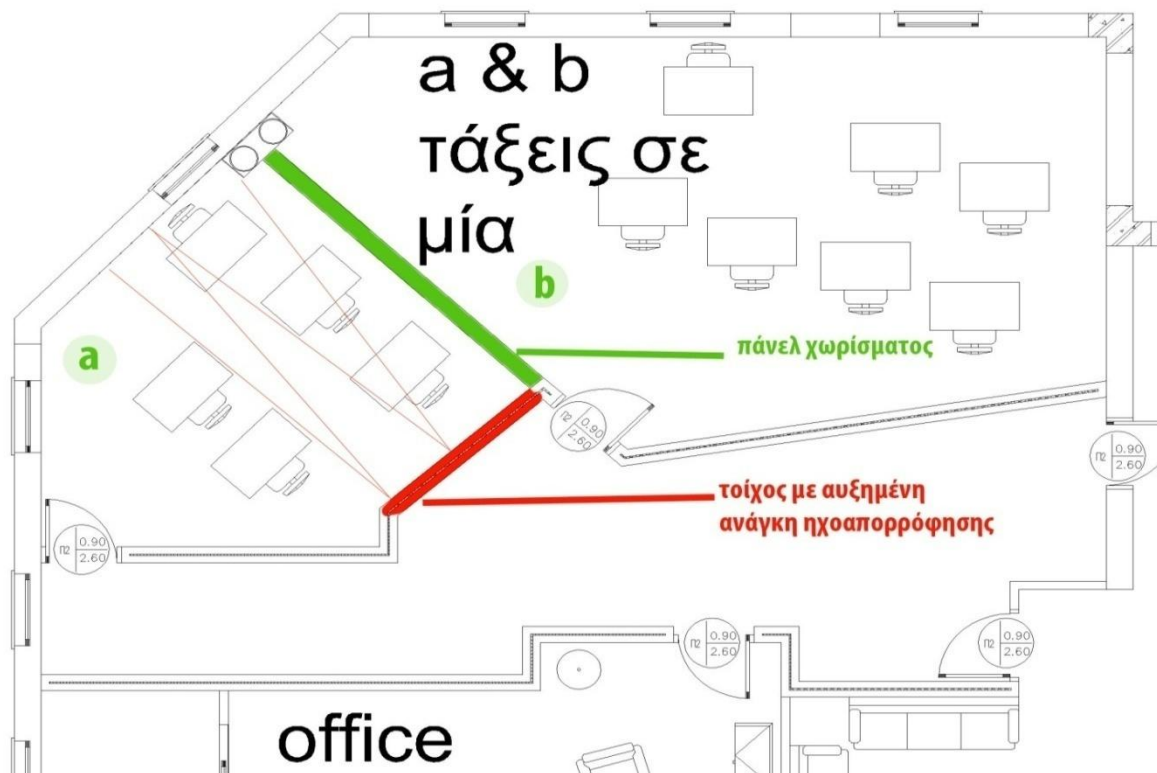 a & b
τάξεις σε
μία
b
a
πάνελ χωρίσματος
Π2 0.90 2.60
Π2 0.90 2.60
τοίχος με αυξημένη
ανάγκη ηχοαπορρόφησης
Π2 0.90 2.60
Π2 0.90 2.60
Π2 0.90 2.60
office